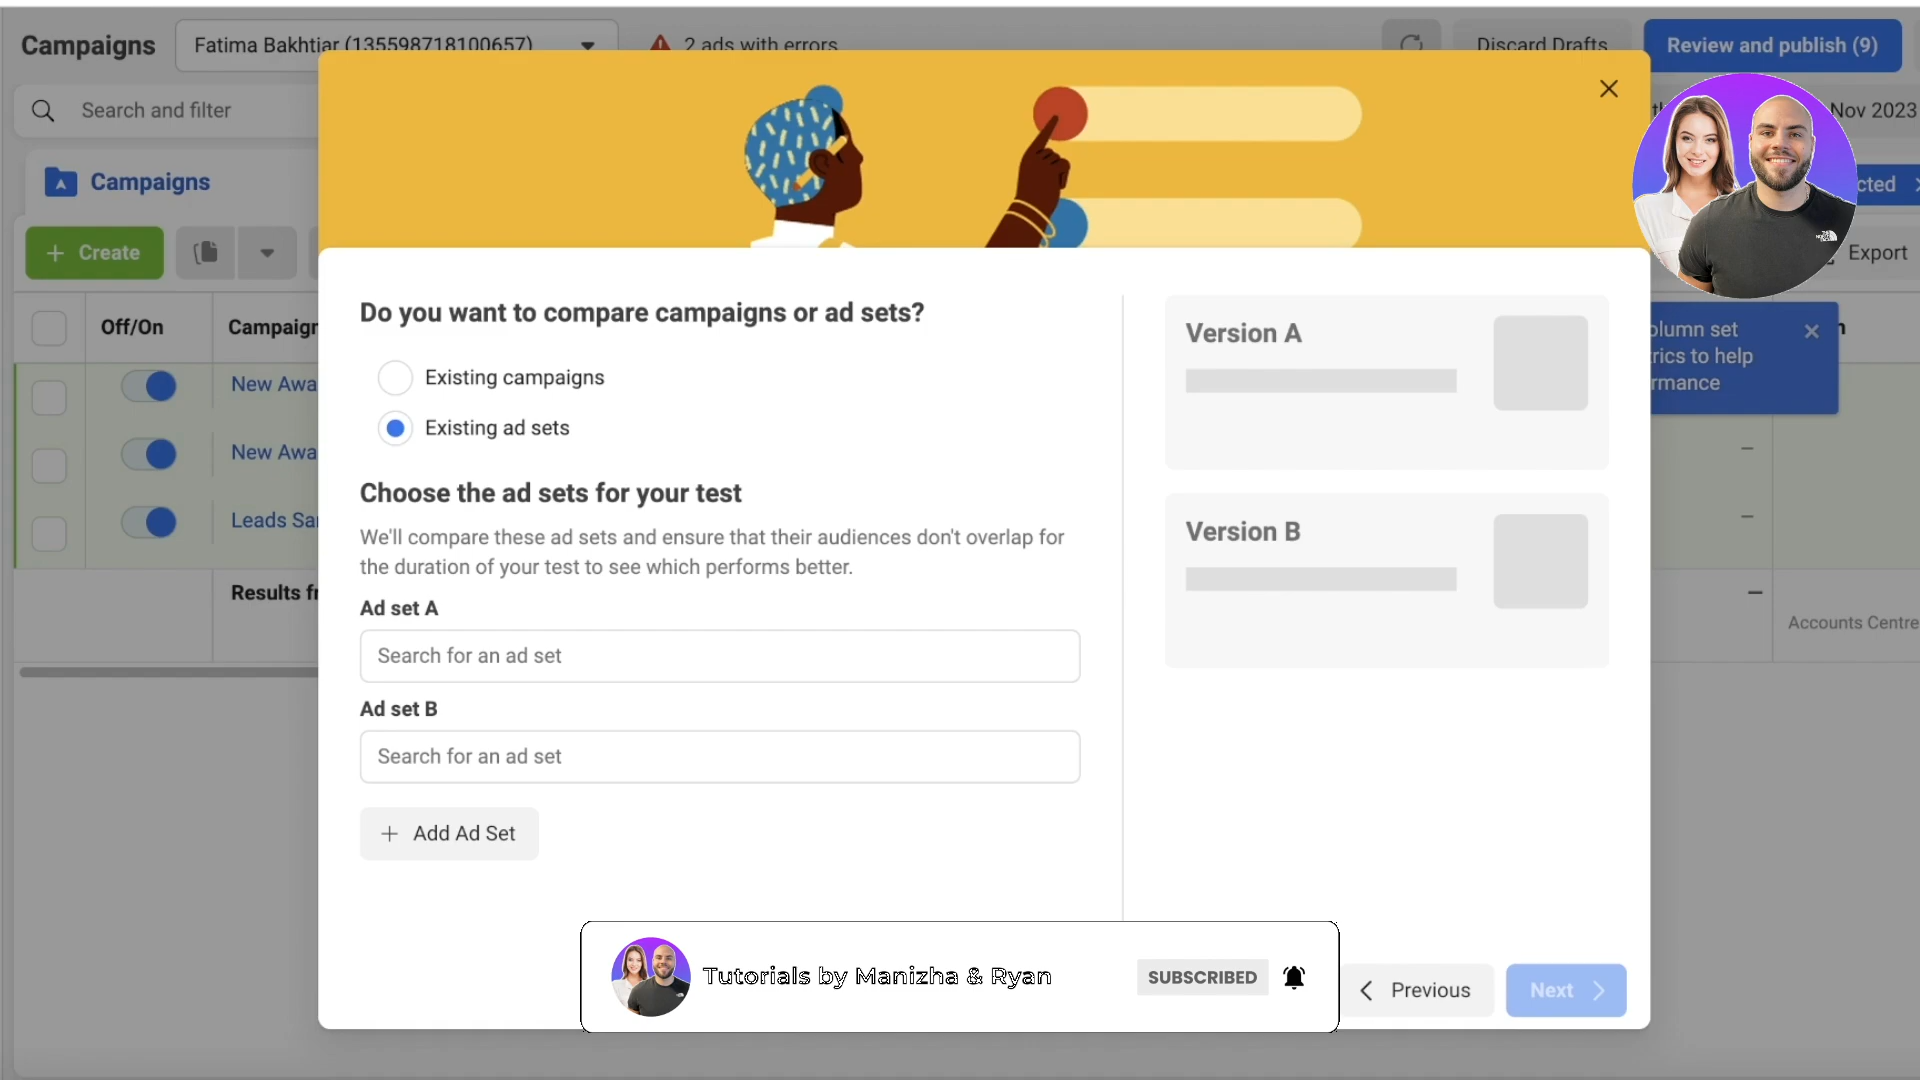 Campaigns
Fatima Bakhtiar (135598718100657)
2 ads with errors
Discard Drafts
Review and publish (9)
Search and filter
Nov 2023
Campaigns
cted
+ Create
Export
Off/On
Campaign
New Awa
New Awa
Leads Sa
Results f
Do you want to compare campaigns or ad sets?
Existing campaigns
Existing ad sets
Choose the ad sets for your test
We'll compare these ad sets and ensure that their audiences don't overlap for
the duration of your test to see which performs better.
Ad set A
Search for an ad set
Ad set B
Search for an ad set
+ Add Ad Set
Version A
Version B
olumn set
rics to help
rmance
Accounts Centre
Tutorials by Manizha & Ryan
SUBSCRIBED
Previous
Next